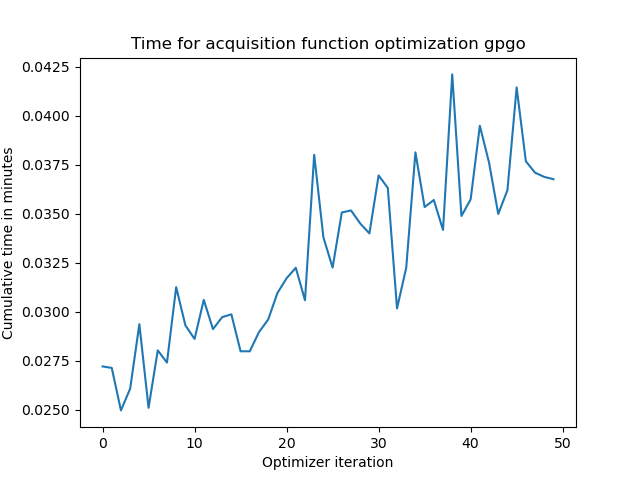 Time for acquisition function optimization gpgo
0.0425
0.0400
0.0375
0.0350
0.0325
0.0300
0.0275
0.0250
Cumulative time in minutes
0 10 20 30 40 50
Optimizer iteration